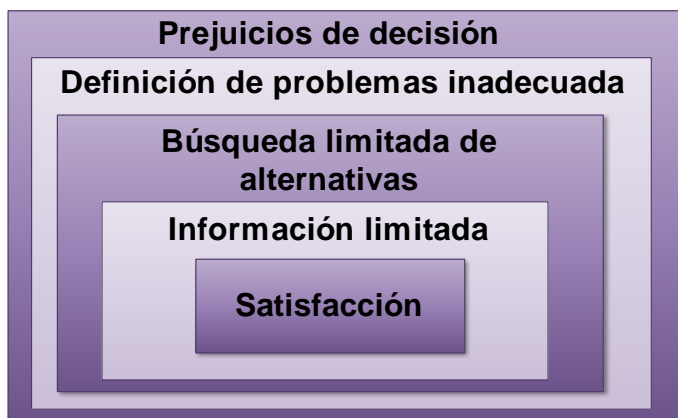 Prejuicios de decisión
Definición de problemas inadecuada
Búsqueda limitada de
alternativas
Información limitada
Satisfacción